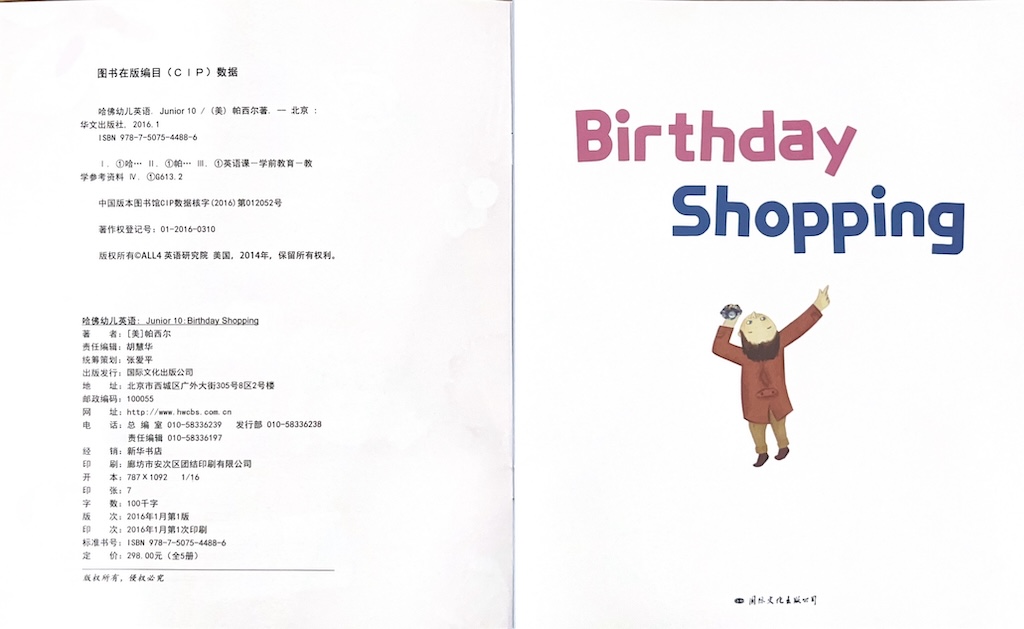 图书在版编目（CIP）数据
哈佛幼儿英语. Junior 10 / (美) 帕西尔著. — 北京 :
华文出版社, 2016.1
ISBN 978-7-5075-4488-6
Ⅰ. ①哈… Ⅱ. ①帕… Ⅲ. ①英语课－学前教育－教
学参考资料 Ⅳ. ①G613.2
中国版本图书馆CIP数据核字(2016)第012052号
著作权登记号：01-2016-0310
版权所有©ALL4 英语研究院 美国，2014年，保留所有权利。
哈佛幼儿英语：Junior 10:Birthday Shopping
著 者：[美]帕西尔
责任编辑：胡慧华
统筹策划：张爱平
出版发行：国际文化出版公司
地 址：北京市西城区广外大街305号8区2号楼
邮政编码：100055
网 址：http://www.hwcbs.com.cn
电 话：总 编 室 010-58336239 发行部 010-58336238
责任编辑 010-58336197
经 销：新华书店
印 刷：廊坊市安次区团结印刷有限公司
开 本：787×1092 1/16
印 张：7
字 数：100千字
版 次：2016年1月第1版
印 次：2016年1月第1次印刷
标准书号：ISBN 978-7-5075-4488-6
定 价：298.00元（全5册）
版权所有，侵权必究
Birthday
Shopping
国际文化出版公司